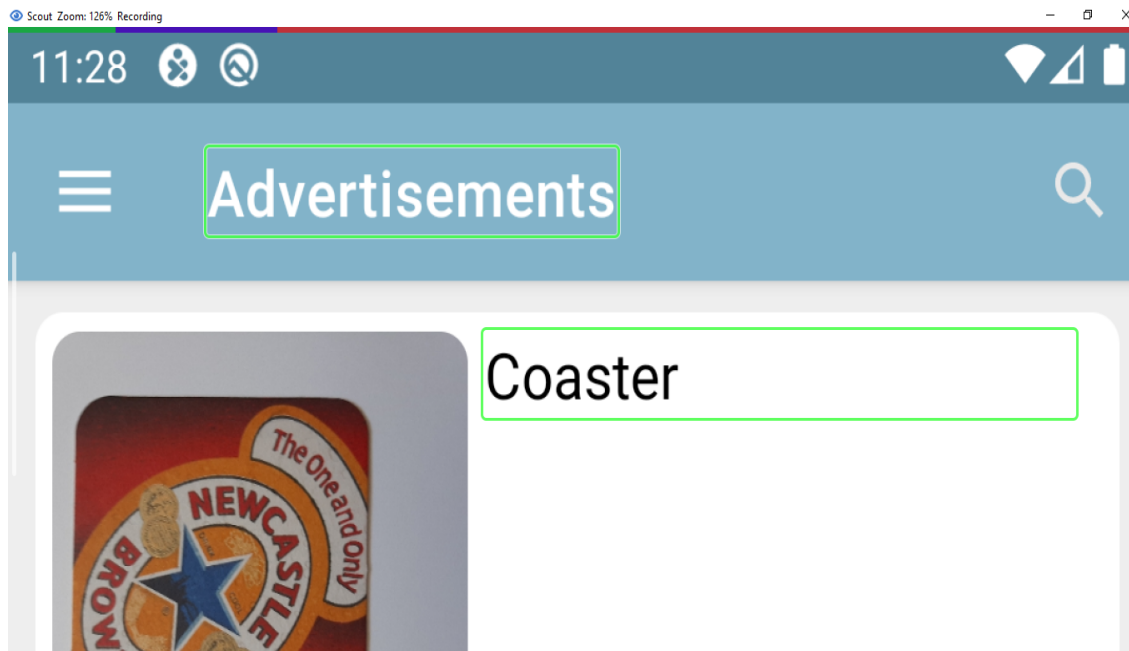 Scout Zoom: 126% Recording
11:28
Advertisements
Coaster
The One and Only
NEWCASTLE
BROW